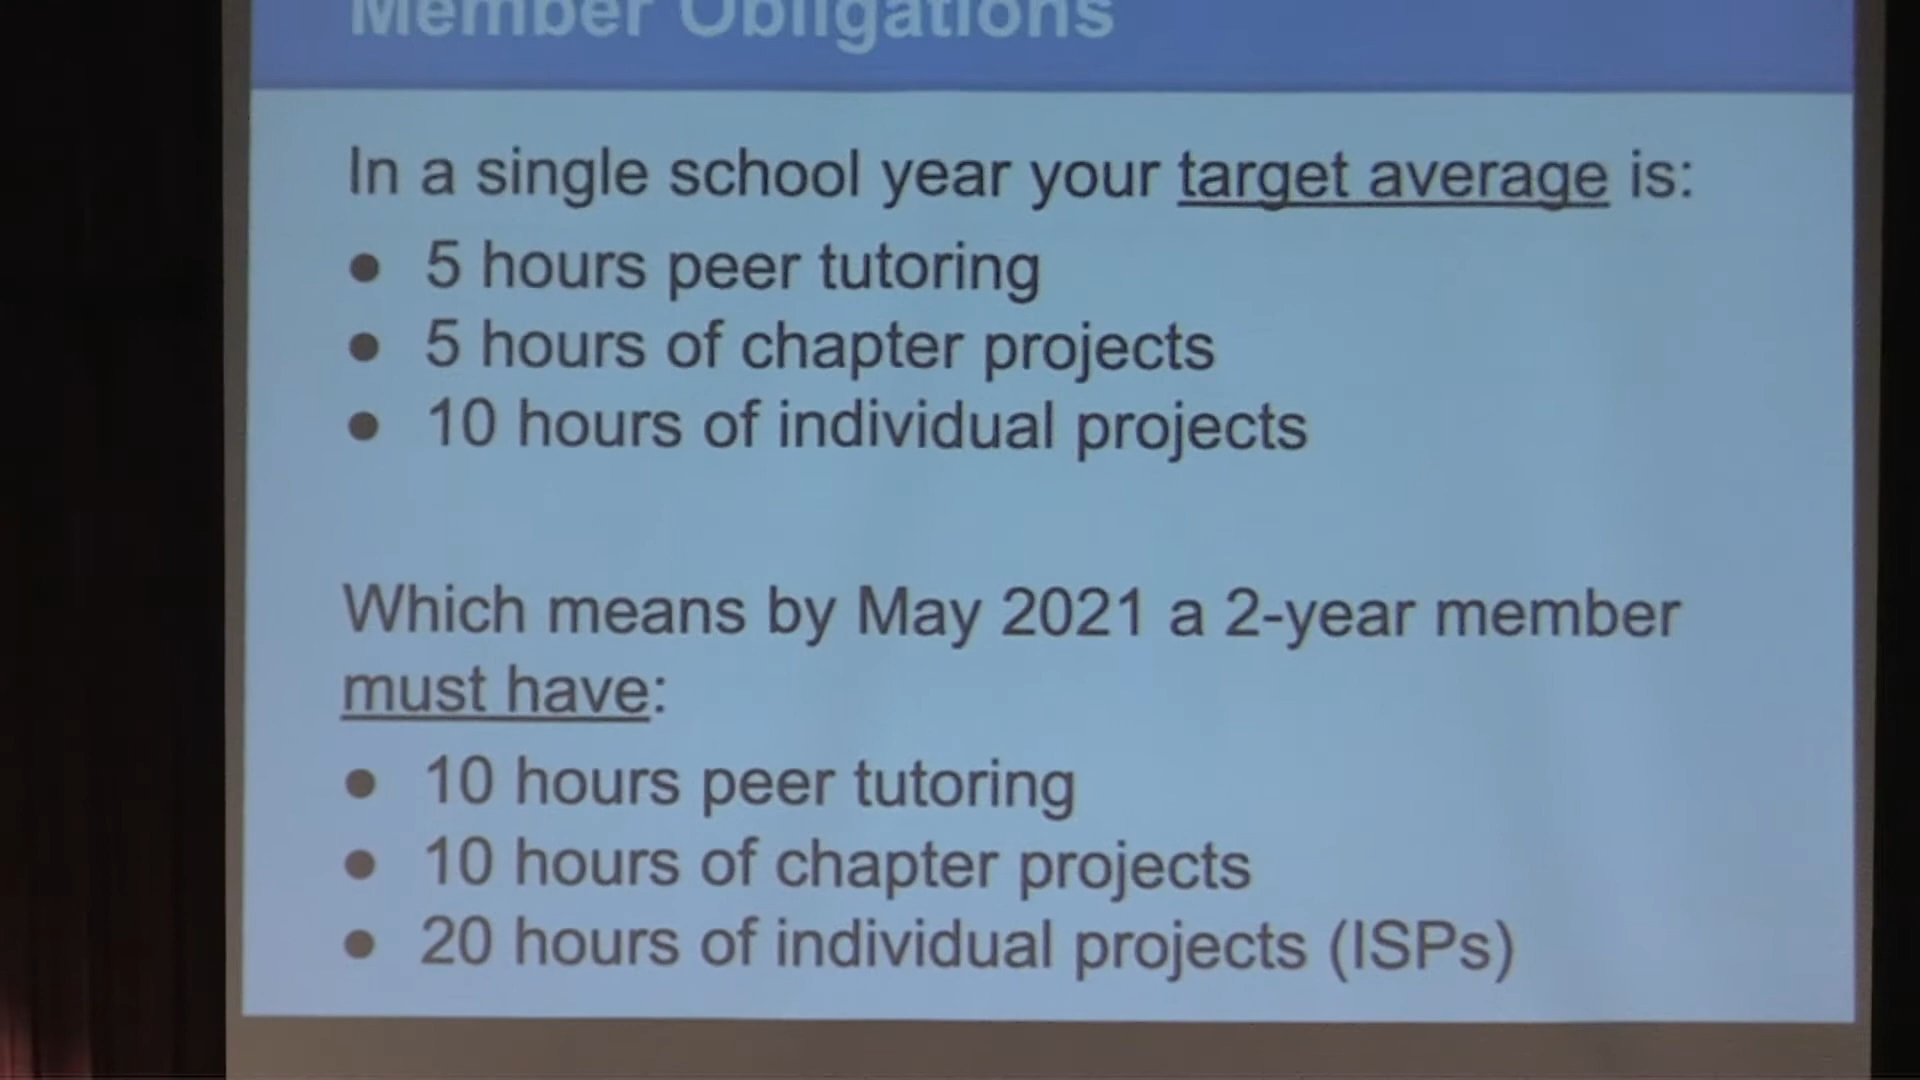 Member Obligations
In a single school year your target average is:
● 5 hours peer tutoring
● 5 hours of chapter projects
● 10 hours of individual projects
Which means by May 2021 a 2-year member
must have:
● 10 hours peer tutoring
● 10 hours of chapter projects
● 20 hours of individual projects (ISPs)